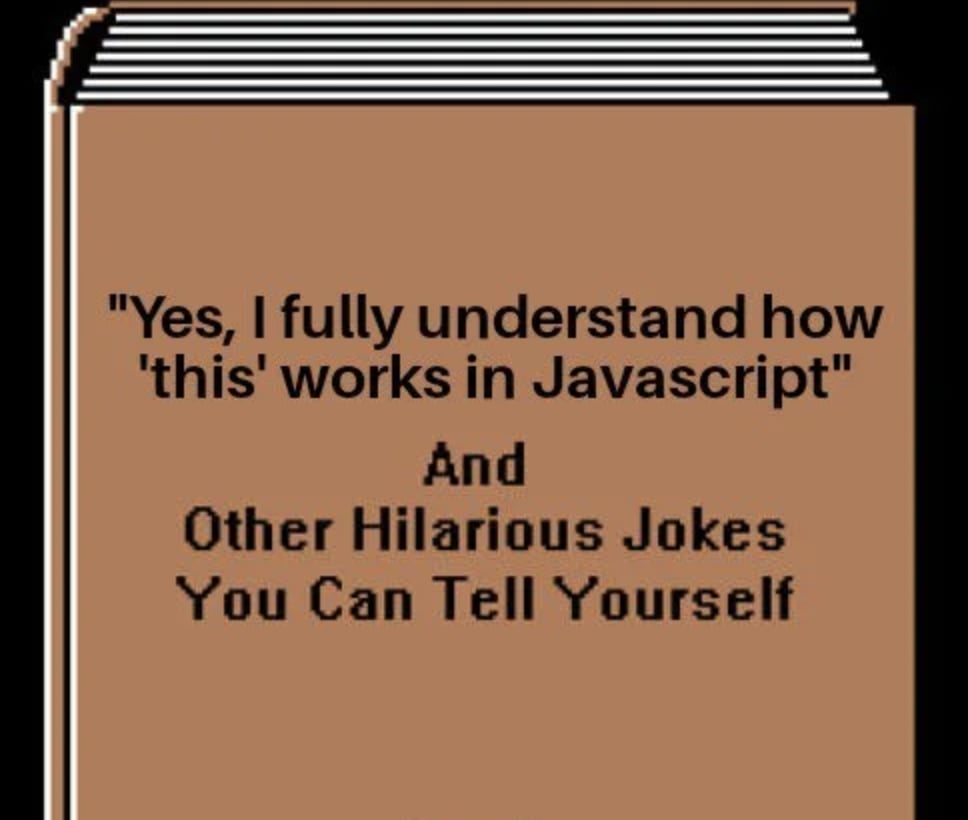 "Yes, I fully understand how
'this' works in Javascript"
And
Other Hilarious Jokes
You Can Tell Yourself